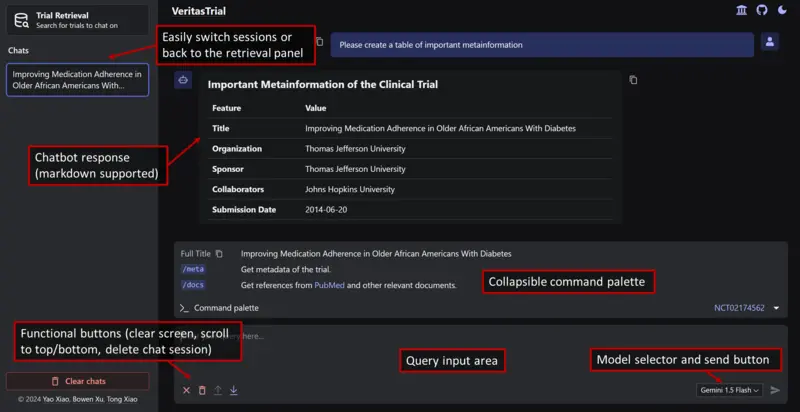 Trial Retrieval
Search for trials to chat on
Chats
Improving Medication Adherence in
Older African Americans With...
Clear chats
© 2024 Yao Xiao, Bowen Xu, Tong Xiao
VeritasTrial
Easily switch sessions or
back to the retrieval panel
Please create a table of important metainformation
Important Metainformation of the Clinical Trial
Feature Value
Title Improving Medication Adherence in Older African Americans With Diabetes
Organization Thomas Jefferson University
Sponsor Thomas Jefferson University
Collaborators Johns Hopkins University
Submission Date 2014-06-20
Chatbot response
(markdown supported)
Full Title Improving Medication Adherence in Older African Americans With Diabetes
/meta Get metadata of the trial.
/docs Get references from PubMed and other relevant documents.
Collapsible command palette
Command palette NCT02174562
Functional buttons (clear screen, scroll
to top/bottom, delete chat session)
here...
Query input area
Model selector and send button
Gemini 1.5 Flash